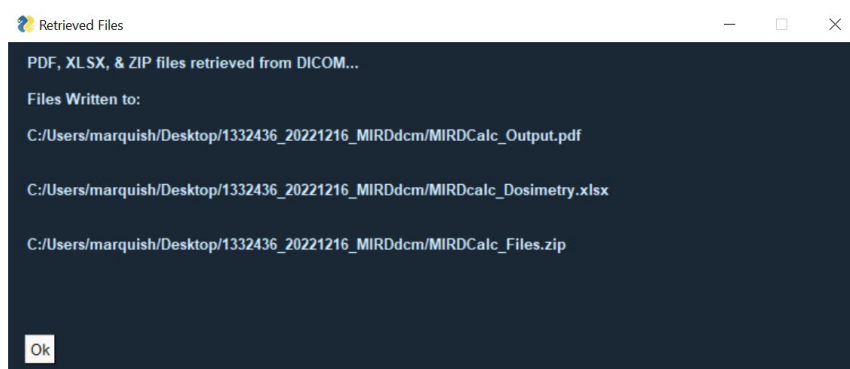 Retrieved Files
PDF, XLSX, & ZIP files retrieved from DICOM...
Files Written to:
C:/Users/marquish/Desktop/1332436_20221216_MIRDdcm/MIRDCalc_Output.pdf
C:/Users/marquish/Desktop/1332436_20221216_MIRDdcm/MIRDcalc_Dosimetry.xlsx
C:/Users/marquish/Desktop/1332436_20221216_MIRDdcm/MIRDCalc_Files.zip
Ok